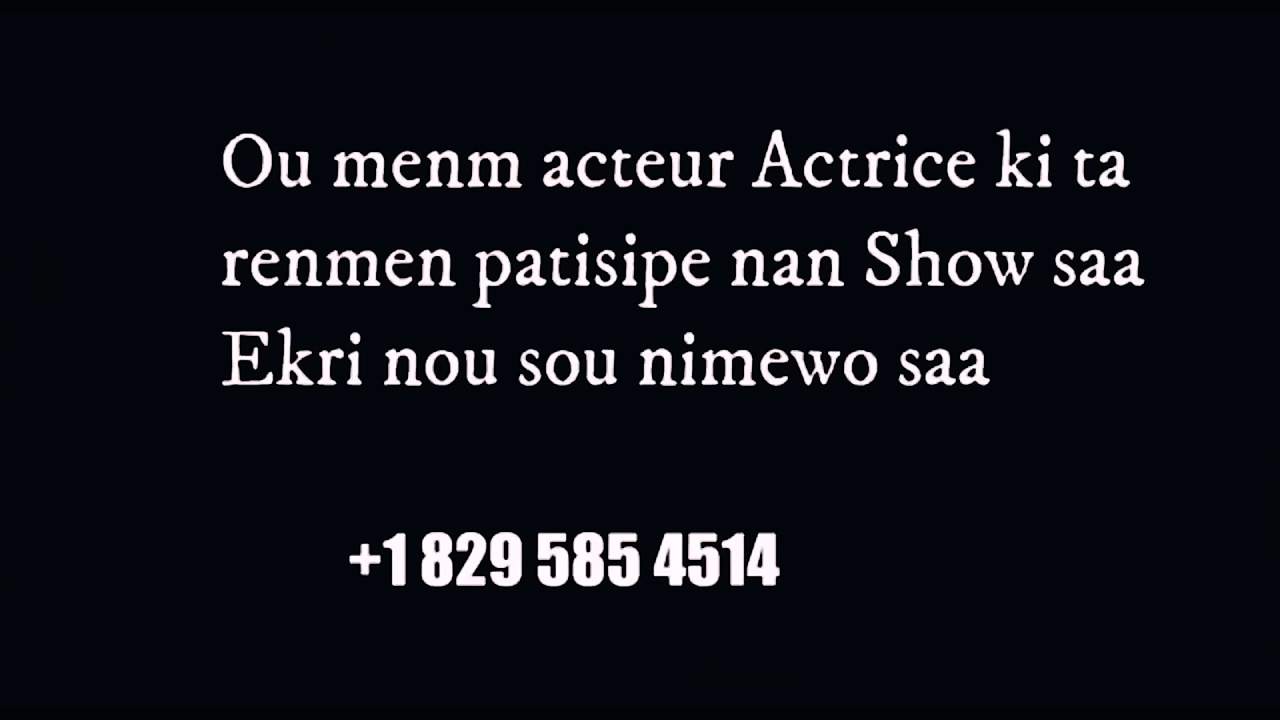 Ou menm acteur Actrice ki ta
renmen patisipe nan Show saa
Ekri nou sou nimewo saa
+1 829 585 4514